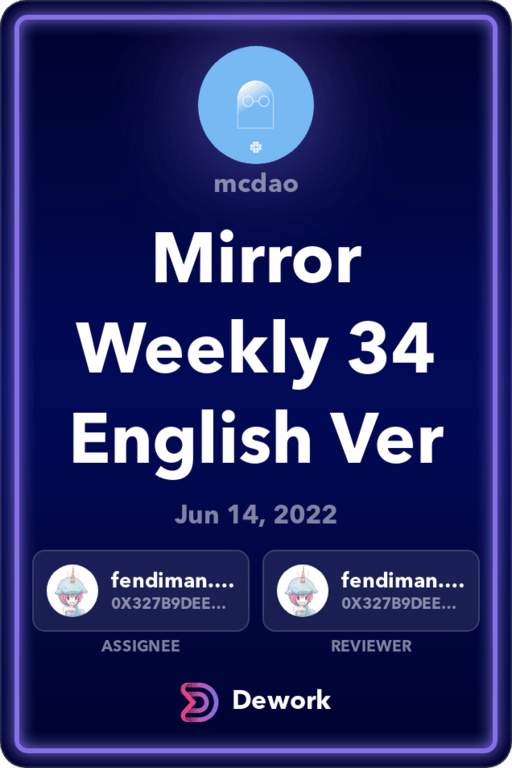 mcdao
Mirror
Weekly 34
English Ver
Jun 14, 2022
fendiman.... fendiman....
0X327B9DEE... 0X327B9DEE...
ASSIGNEE REVIEWER
Dework